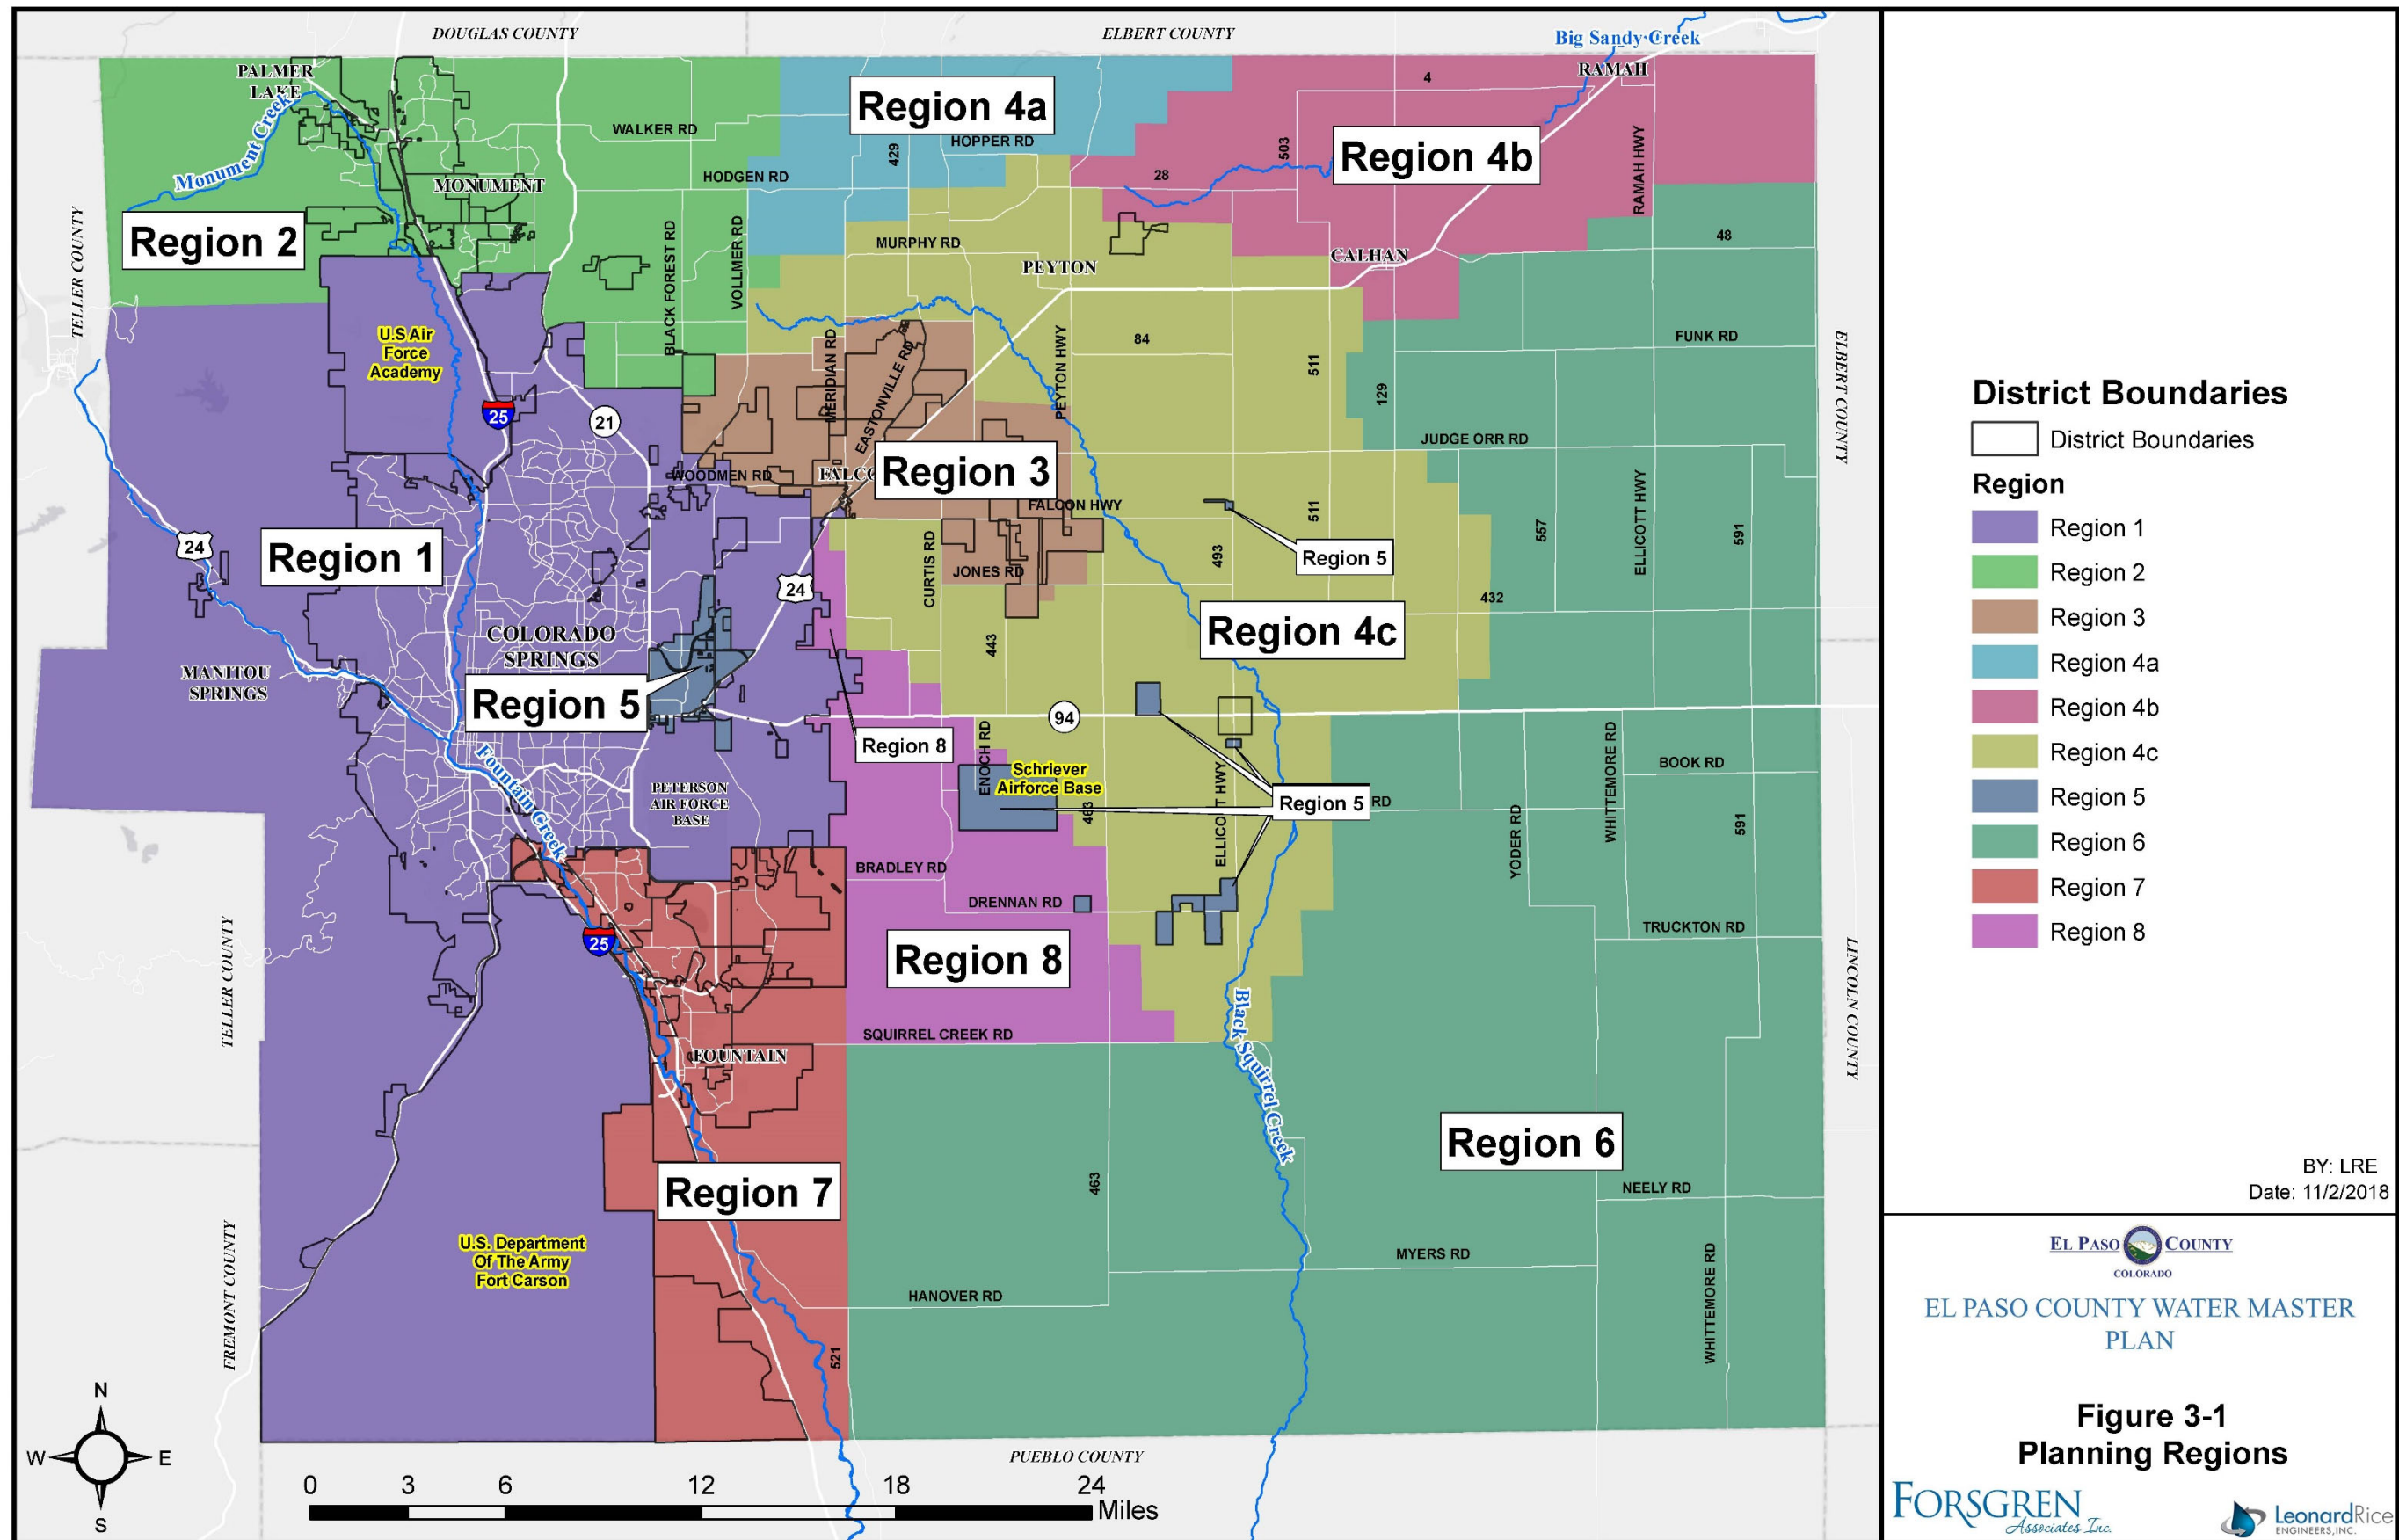 DOUGLAS COUNTY
ELBERT COUNTY
Big Sandy Creek
RAMAH
PALMER
LAKE
Monument Creek
Region 4a
4
WALKER RD
HOPPER RD
429
503
Region 4b
RAMAH HWY
HODGEN RD
28
MONUMENT
Region 2
TELLER COUNTY
BLACK FOREST RD
VOLLMER RD
MURPHY RD
PEYTON
CALHAN
48
U.S Air
Force
Academy
MERIDIAN RD
EASTONVILLE RD
PEYTON HWY
84
511
129
FUNK RD
ELBERT COUNTY
25
21
JUDGE ORR RD
WOODMEN RD
FALCO
Region 3
FALCON HWY
511
ELLICOTT HWY
24
Region 1
24
CURTIS RD
JONES RD
493
Region 5
557
591
432
COLORADO
SPRINGS
443
Region 4c
MANITOU
SPRINGS
Region 5
94
Region 8
ENOCH RD
Schriever
Airforce Base
463
ELLICOTT HWY
Region 5
RD
WHITTEMORE RD
BOOK RD
YODER RD
591
Fountain Creek
PETERSON
AIR FORCE
BASE
BRADLEY RD
DRENNAN RD
TRUCKTON RD
25
Region 8
TELLER COUNTY
LINCOLN COUNTY
SQUIRREL CREEK RD
Black Squirrel Creek
FOUNTAIN
Region 6
463
Region 7
NEELY RD
U.S. Department
Of The Army
Fort Carson
MYERS RD
WHITTEMORE RD
FREMONT COUNTY
HANOVER RD
521
N
W
E
S
PUEBLO COUNTY
0 3 6 12 18 24
Miles
District Boundaries
District Boundaries
Region
Region 1
Region 2
Region 3
Region 4a
Region 4b
Region 4c
Region 5
Region 6
Region 7
Region 8
BY: LRE
Date: 11/2/2018
EL PASO COUNTY
COLORADO
EL PASO COUNTY WATER MASTER
PLAN
Figure 3-1
Planning Regions
FORSGREN
Associates Inc.
LeonardRice
ENGINEERS, INC.